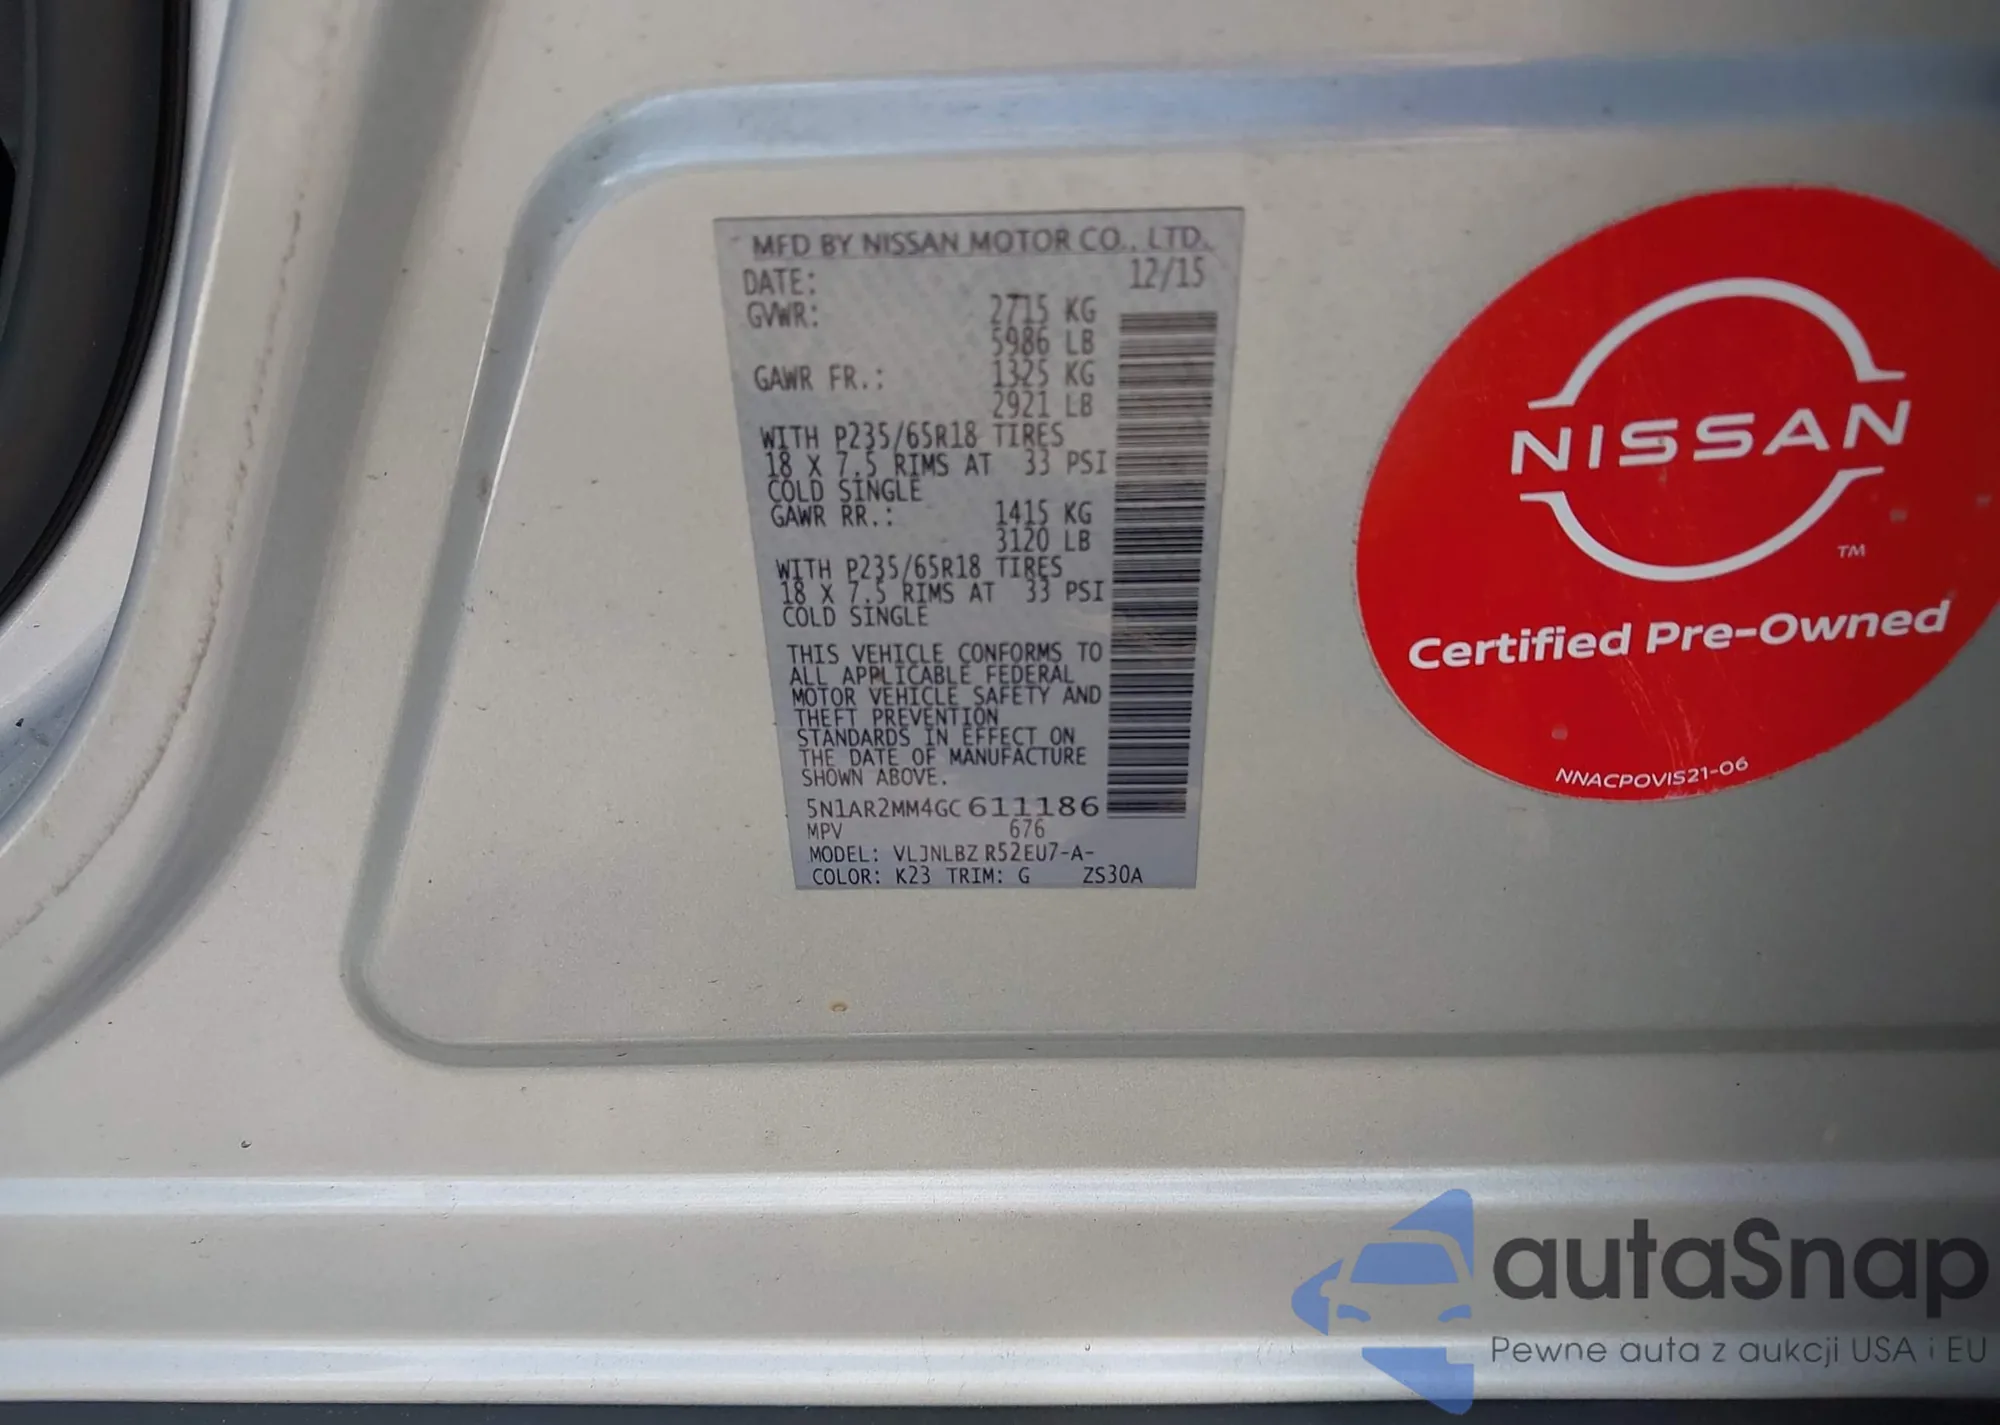 MFD BY NISSAN MOTOR CO., LTD.
DATE: 12/15
GVWR: 2715 KG
5986 LB
GAWR FR.: 1325 KG
2921 LB
WITH P235/65R18 TIRES
18 X 7.5 RIMS AT 33 PSI
COLD SINGLE
GAWR RR.: 1415 KG
3120 LB
WITH P235/65R18 TIRES
18 X 7.5 RIMS AT 33 PSI
COLD SINGLE
THIS VEHICLE CONFORMS TO
ALL APPLICABLE FEDERAL
MOTOR VEHICLE SAFETY AND
THEFT PREVENTION
STANDARDS IN EFFECT ON
THE DATE OF MANUFACTURE
SHOWN ABOVE.
5N1AR2MM4GC611186
MPV 676
MODEL: VLJNLBZ R52EU7-A-
COLOR: K23 TRIM: G ZS30A
NISSAN
TM
Certified Pre-Owned
NNACPOVIS21-06
autaSnap
Pewne auta z aukcji USA i EU